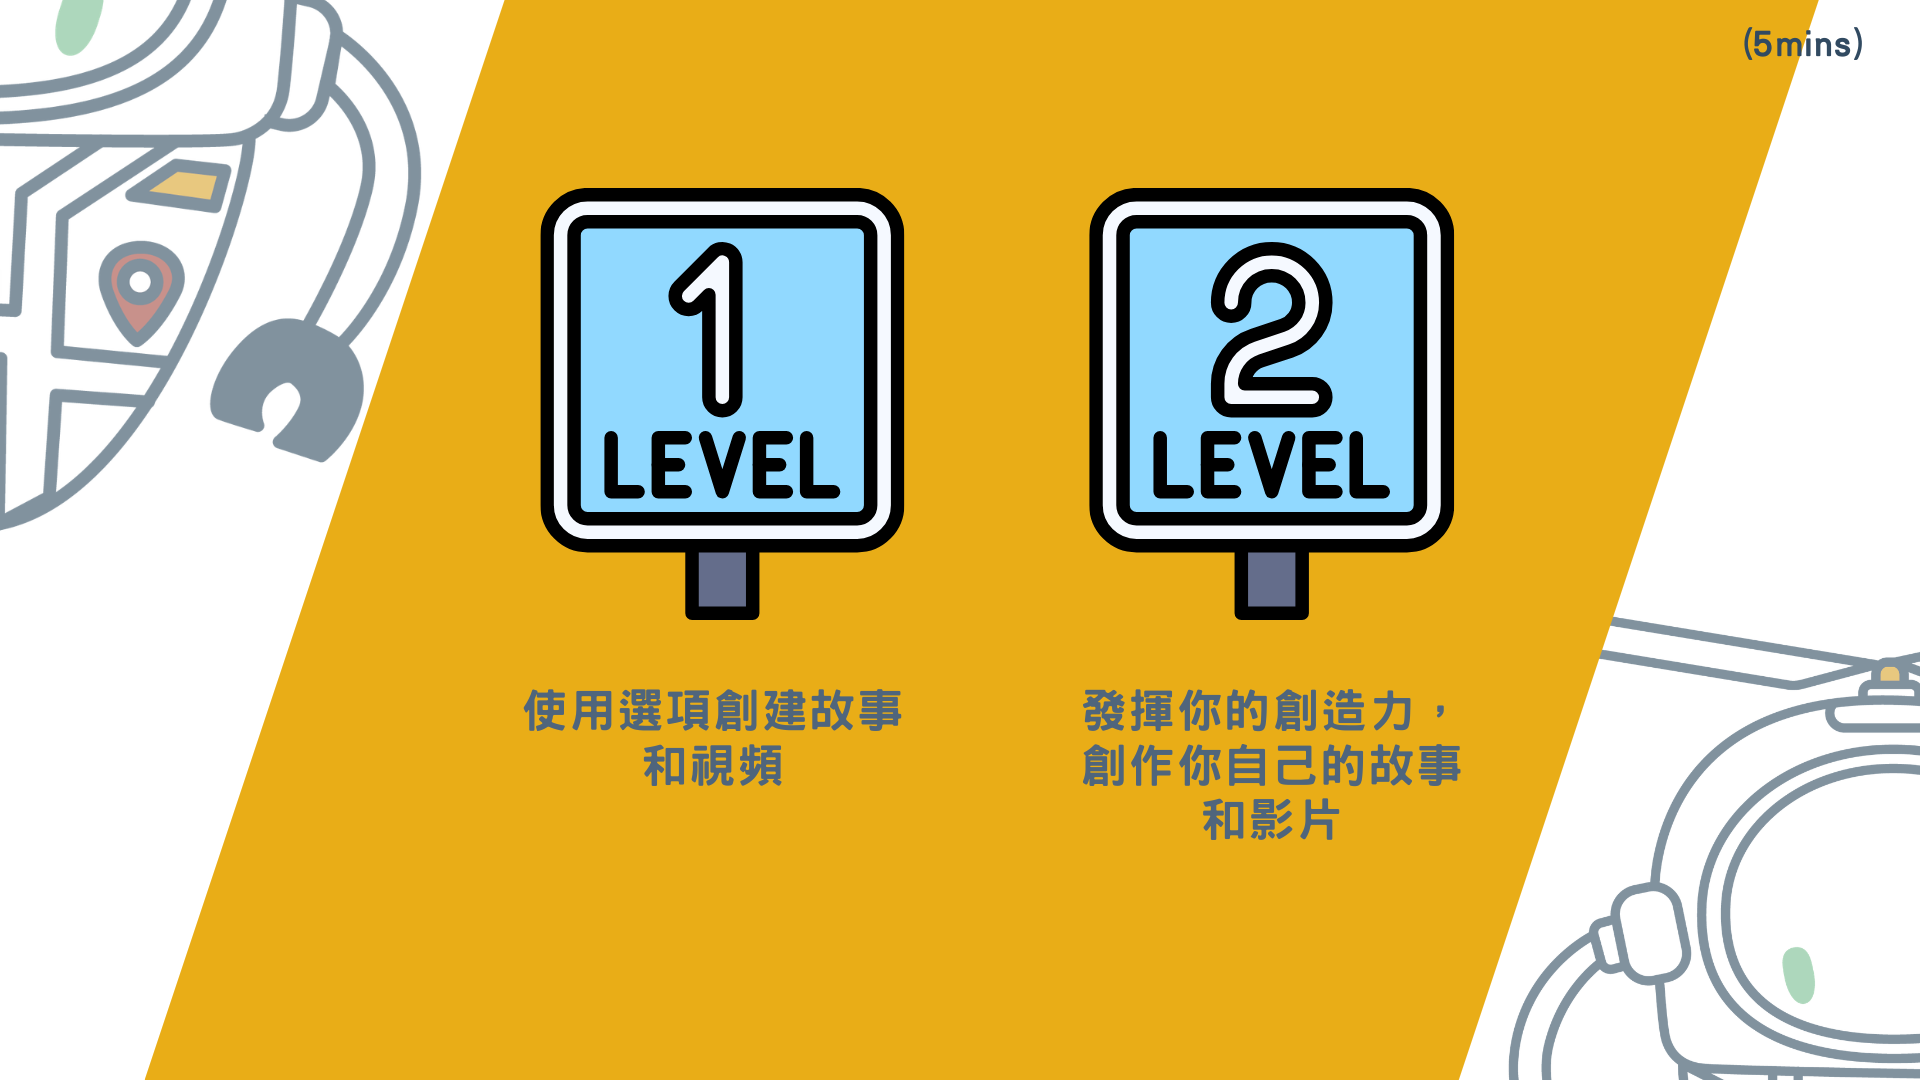 (5mins)
1
LEVEL
使用選項創建故事
和視頻
2
LEVEL
發揮你的創造力，
創作你自己的故事
和影片